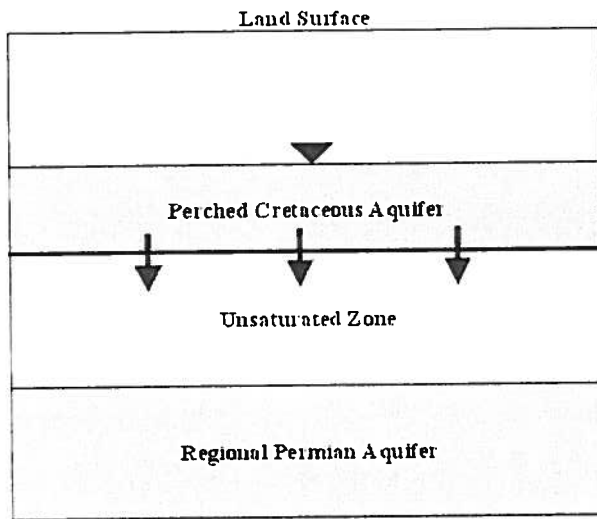 Land Surface
Perched Cretaceous Aquifer
Unsaturated Zone
Regional Permian Aquifer